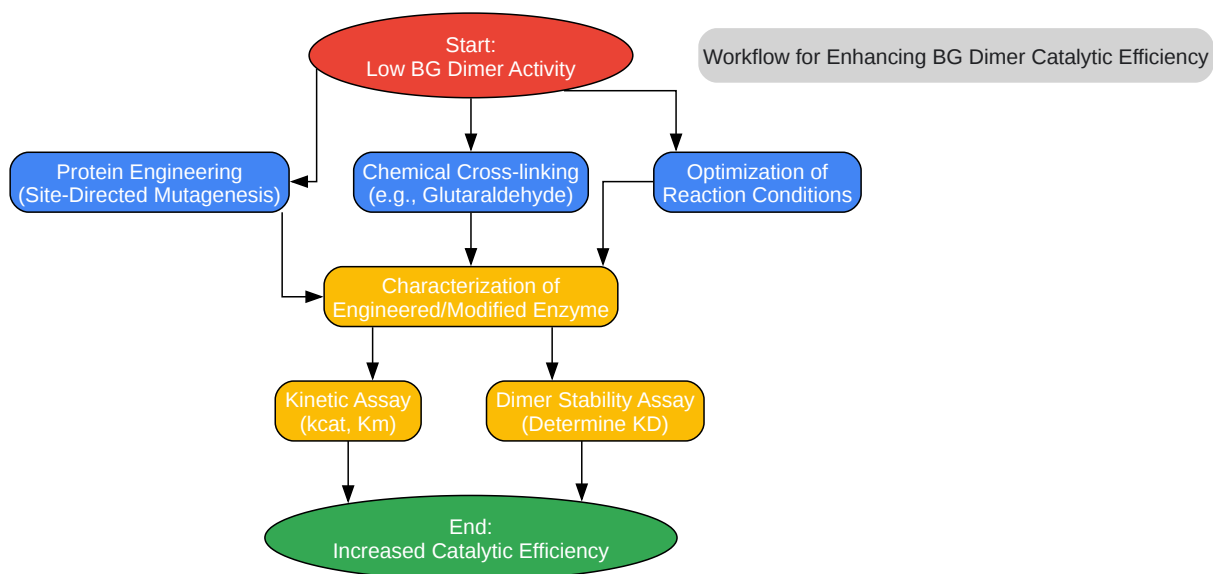 Start:
Low BG Dimer Activity
Workflow for Enhancing BG Dimer Catalytic Efficiency
Protein Engineering
(Site-Directed Mutagenesis)
Chemical Cross-linking
(e.g., Glutaraldehyde)
Optimization of
Reaction Conditions
Characterization of
Engineered/Modified Enzyme
Kinetic Assay
(kcat, Km)
Dimer Stability Assay
(Determine KD)
End:
Increased Catalytic Efficiency